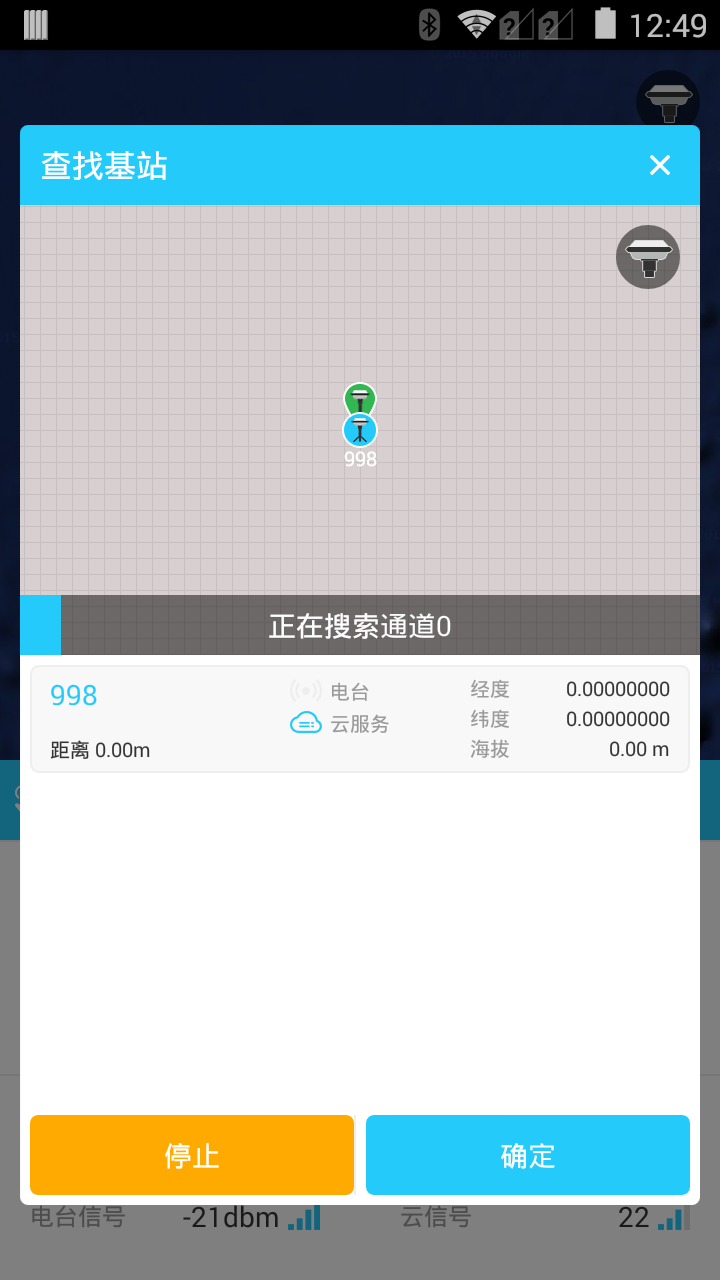 12:49
查找基站
998
正在搜索通道0
998
电台
云服务
距离 0.00m
经度 0.00000000
纬度 0.00000000
海拔 0.00 m
停止 确定
电台信号 -21dbm 云信号 22